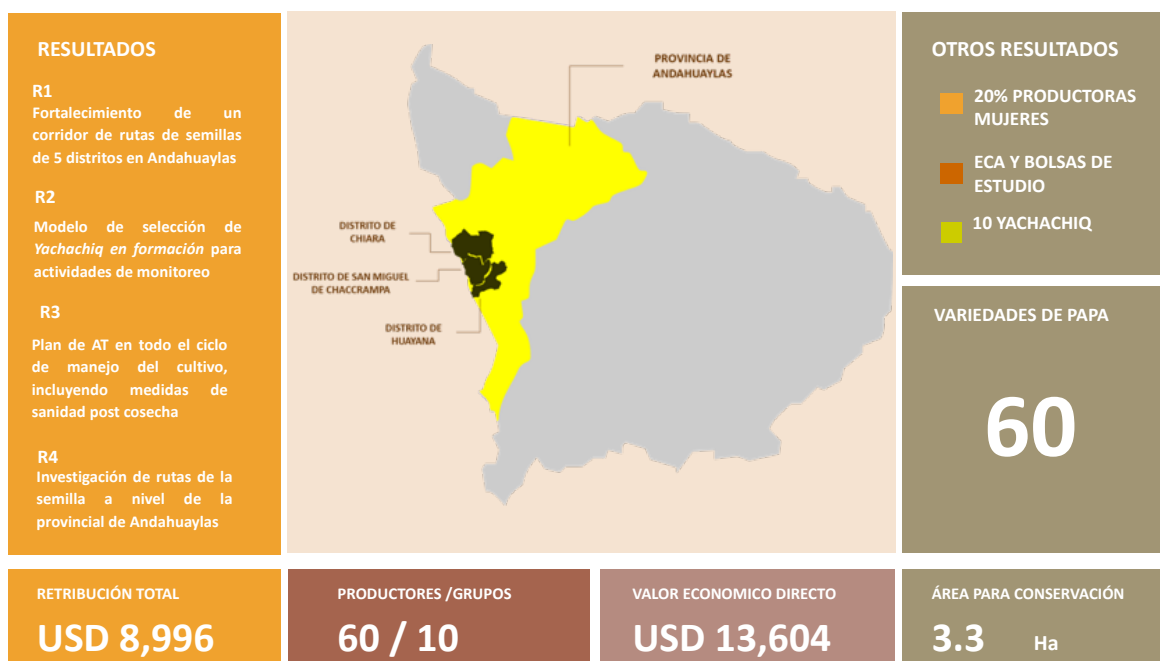 RESULTADOS
R1
Fortalecimiento de un
corridor de rutas de semillas
de 5 distritos en Andahuaylas
R2
Modelo de selección de
Yachachiq en formación para
actividades de monitoreo
R3
Plan de AT en todo el ciclo
de manejo del cultivo,
incluyendo medidas de
sanidad post cosecha
R4
Investigación de rutas de la
semilla a nivel de la
provincial de Andahuaylas
PROVINCIA DE
ANDAHUAYLAS
DISTRITO DE
CHIARA
DISTRITO DE SAN MIGUEL
DE CHACCRAMPA
DISTRITO DE
HUAYANA
OTROS RESULTADOS
20% PRODUCTORAS
MUJERES
ECA Y BOLSAS DE
ESTUDIO
10 YACHACHIQ
VARIEDADES DE PAPA
60
RETRIBUCIÓN TOTAL
USD 8,996
PRODUCTORES /GRUPOS
60 / 10
VALOR ECONOMICO DIRECTO
USD 13,604
ÁREA PARA CONSERVACIÓN
3.3 Ha